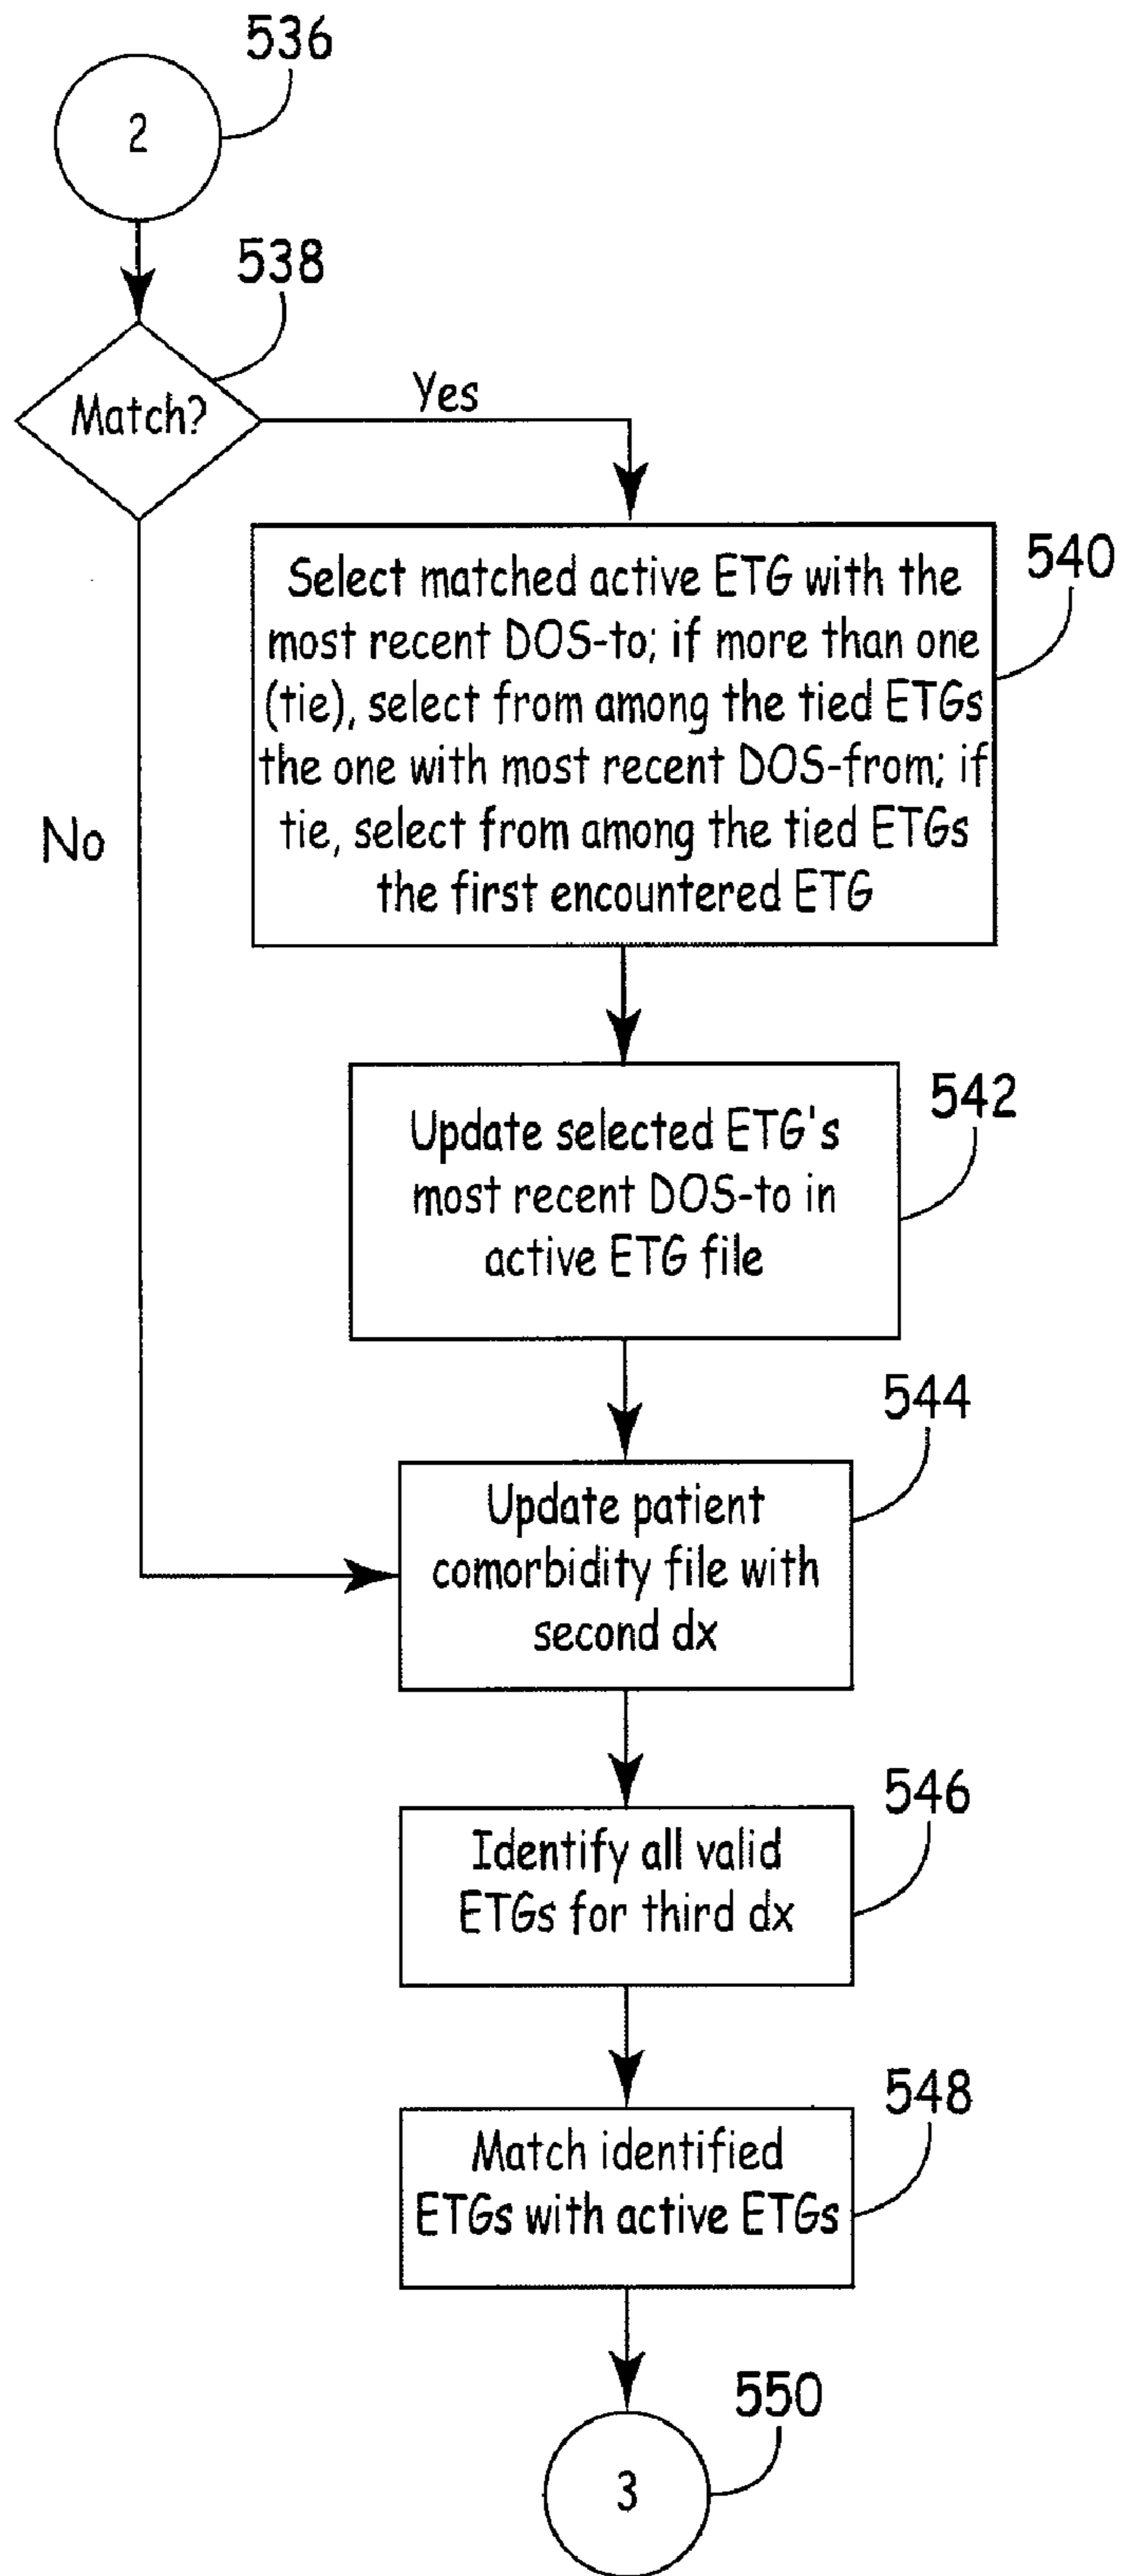 536
2
538
Match?
Yes
No
540
Select matched active ETG with the
most recent DOS-to; if more than one
(tie), select from among the tied ETGs
the one with most recent DOS-from; if
tie, select from among the tied ETGs
the first encountered ETG
542
Update selected ETG's
most recent DOS-to in
active ETG file
544
Update patient
comorbidity file with
second dx
546
Identify all valid
ETGs for third dx
548
Match identified
ETGs with active ETGs
550
3